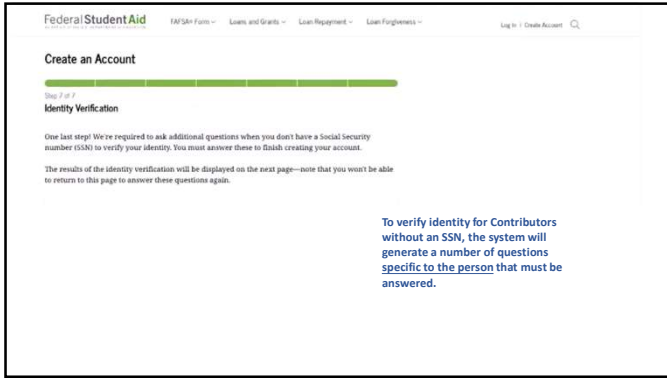 Federal Student Aid
FAFSA® Form Loans and Grants Loan Repayment Loan Forgiveness Log In | Create Account
Create an Account
Step 7 of 7
Identity Verification
One last step! We're required to ask additional questions when you don't have a Social Security
number (SSN) to verify your identity. You must answer these to finish creating your account.
The results of the identity verification will be displayed on the next page—note that you won't be able
to return to this page to answer these questions again.
To verify identity for Contributors
without an SSN, the system will
generate a number of questions
specific to the person that must be
answered.